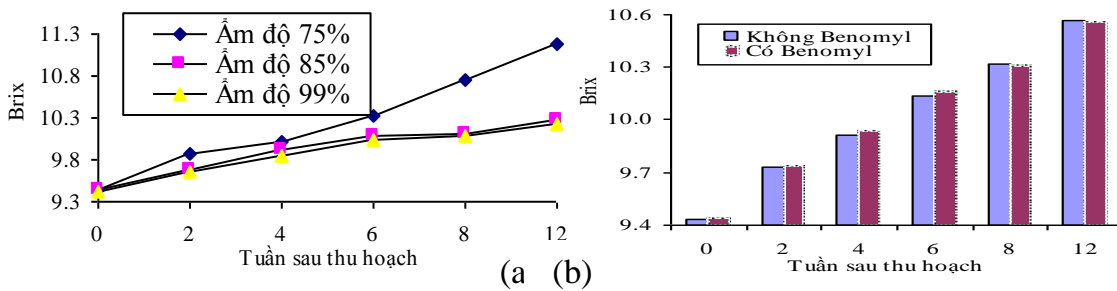 11.3
10.8
10.3
9.8
9.3
Brix
Ẩm độ 75%
Ẩm độ 85%
Ẩm độ 99%
0 2 4 6 8 12
Tuần sau thu hoạch
(a
(b)
10.6
10.3
10.0
9.7
9.4
Brix
Không Benomyl
Có Benomyl
0 2 4 6 8 12
Tuần sau thu hoạch